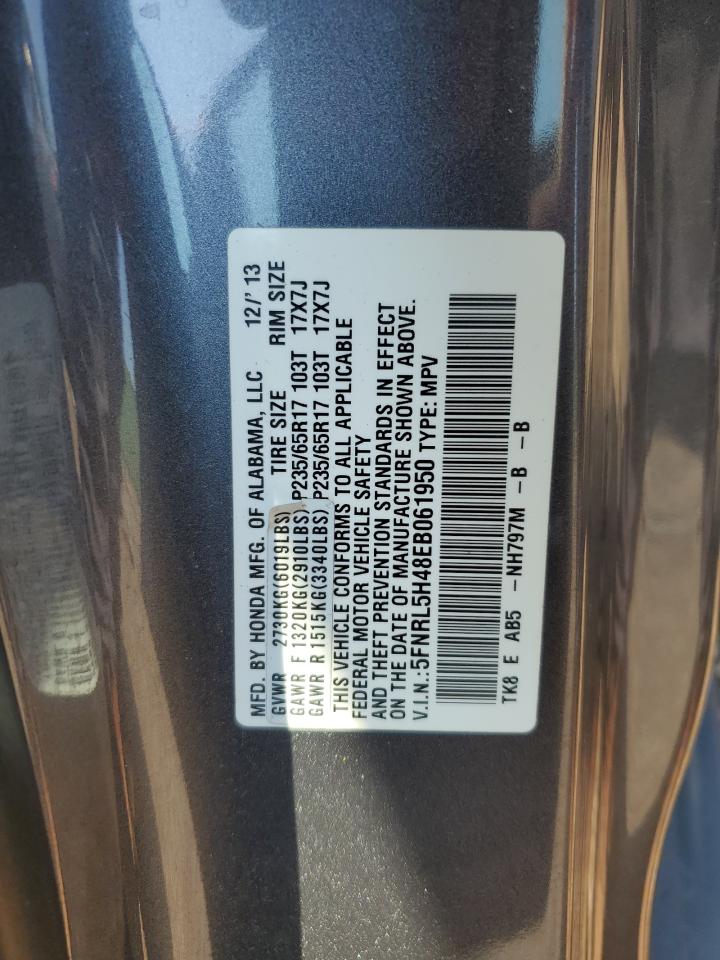 MFD. BY HONDA MFG. OF ALABAMA, LLC 12/' 13
GVWR 2730KG(6019LBS) TIRE SIZE RIM SIZE
GAWR F 1320KG(2910LBS) P235/65R17 103T 17X7J
GAWR R 1515KG(3340LBS) P235/65R17 103T 17X7J
THIS VEHICLE CONFORMS TO ALL APPLICABLE
FEDERAL MOTOR VEHICLE SAFETY
AND THEFT PREVENTION STANDARDS IN EFFECT
ON THE DATE OF MANUFACTURE SHOWN ABOVE.
V.I.N.:5FNRL5H48EB061950 TYPE: MPV
TK8 E AB5 -NH797M -B -B